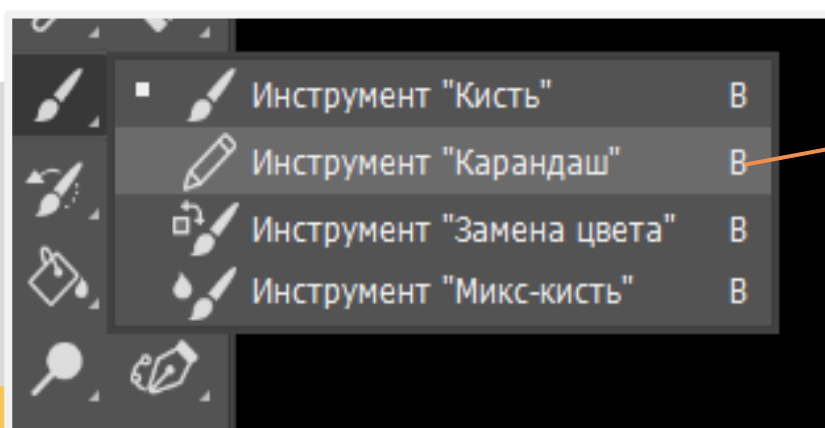 Инструмент "Кисть" B
Инструмент "Карандаш" B
Инструмент "Замена цвета" B
Инструмент "Микс-кисть" B